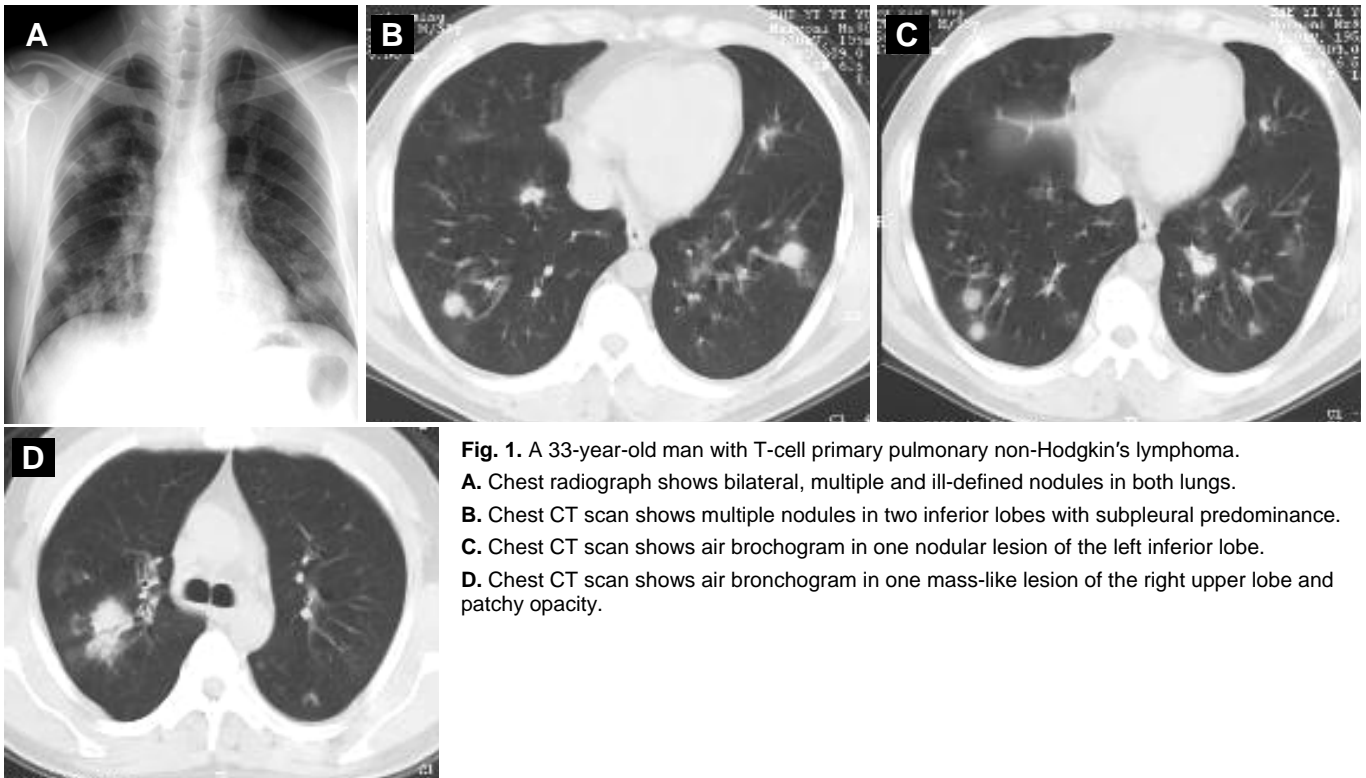 A
B
C
D
Fig. 1. A 33-year-old man with T-cell primary pulmonary non-Hodgkin's lymphoma.
A. Chest radiograph shows bilateral, multiple and ill-defined nodules in both lungs.
B. Chest CT scan shows multiple nodules in two inferior lobes with subpleural predominance.
C. Chest CT scan shows air brochogram in one nodular lesion of the left inferior lobe.
D. Chest CT scan shows air bronchogram in one mass-like lesion of the right upper lobe and
patchy opacity.